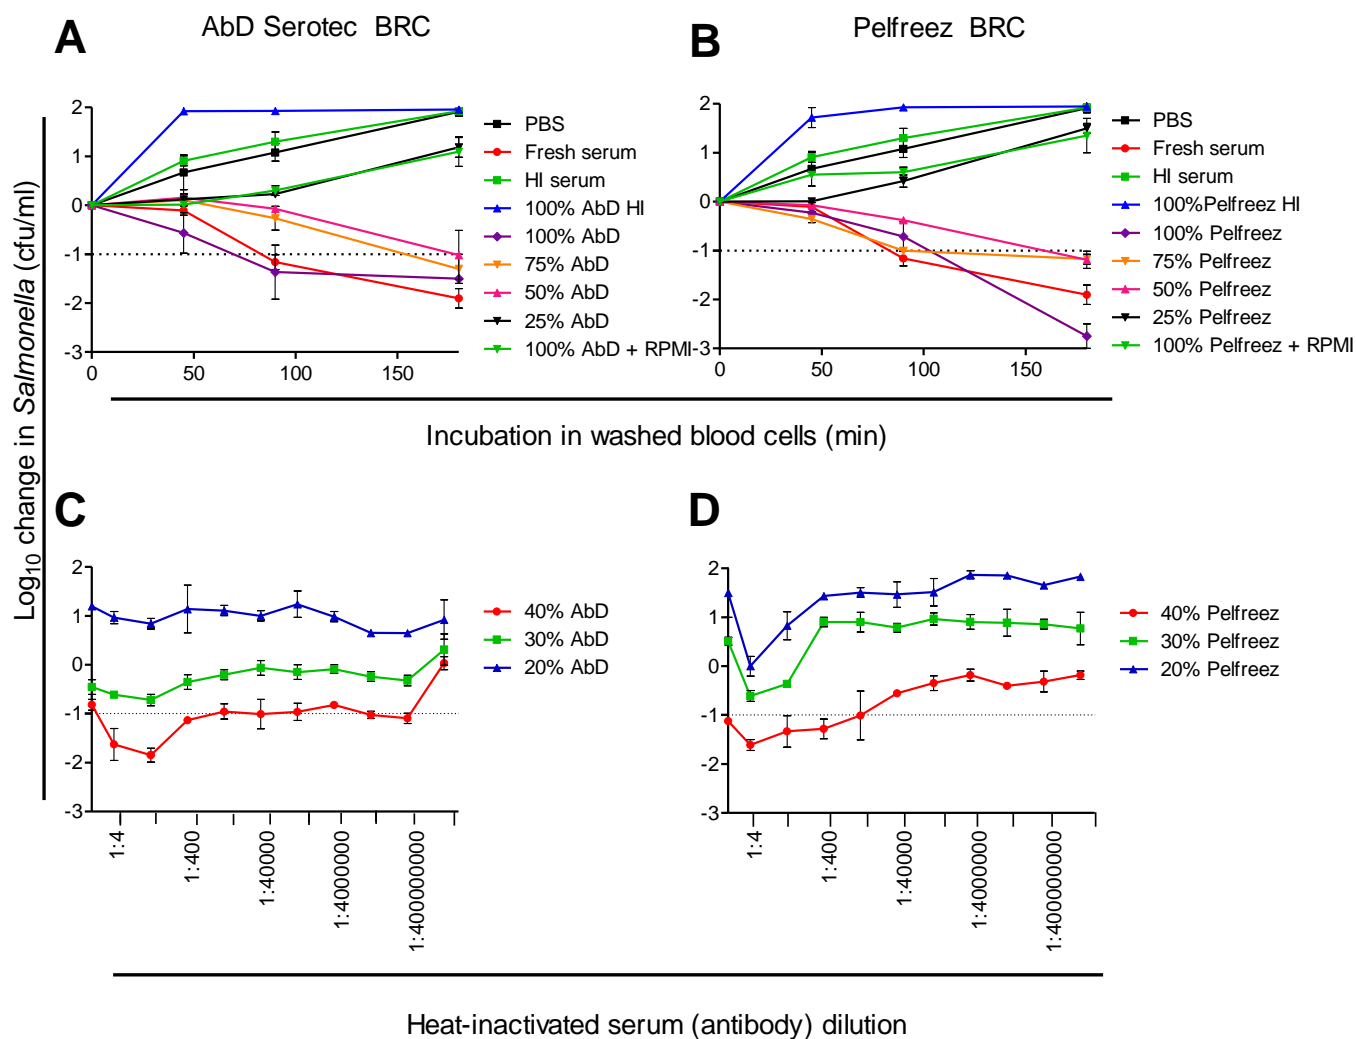 A
AbD Serotec BRC
B
Pelfreez BRC
Log10 change in Salmonella (cfu/ml)
2
1
0
-1
-2
-3
0
50
100
150
PBS
Fresh serum
HI serum
100% AbD HI
100% AbD
75% AbD
50% AbD
25% AbD
100% AbD + RPMI
2
1
0
-1
-2
-3
0
50
100
150
PBS
Fresh serum
HI serum
100%Pelfreez HI
100% Pelfreez
75% Pelfreez
50% Pelfreez
25% Pelfreez
100% Pelfreez + RPMI
Incubation in washed blood cells (min)
C
2
1
0
-1
-2
-3
1:4
1:400
1:40000
1:4000000
1:400000000
40% AbD
30% AbD
20% AbD
D
2
1
0
-1
-2
-3
1:4
1:400
1:40000
1:4000000
1:400000000
40% Pelfreez
30% Pelfreez
20% Pelfreez
Heat-inactivated serum (antibody) dilution